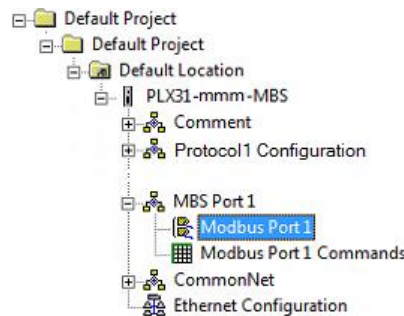 Default Project
Default Project
Default Location
PLX31-mmm-MBS
Comment
Protocol1 Configuration
MBS Port 1
Modbus Port 1
Modbus Port 1 Commands
CommonNet
Ethernet Configuration